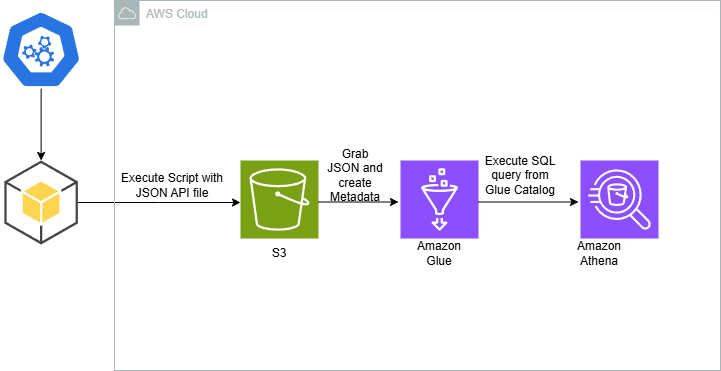 AWS Cloud
Execute Script with
JSON API file
Grab
JSON and
create
Metadata
Execute SQL
query from
Glue Catalog
S3
Amazon
Glue
Amazon
Athena